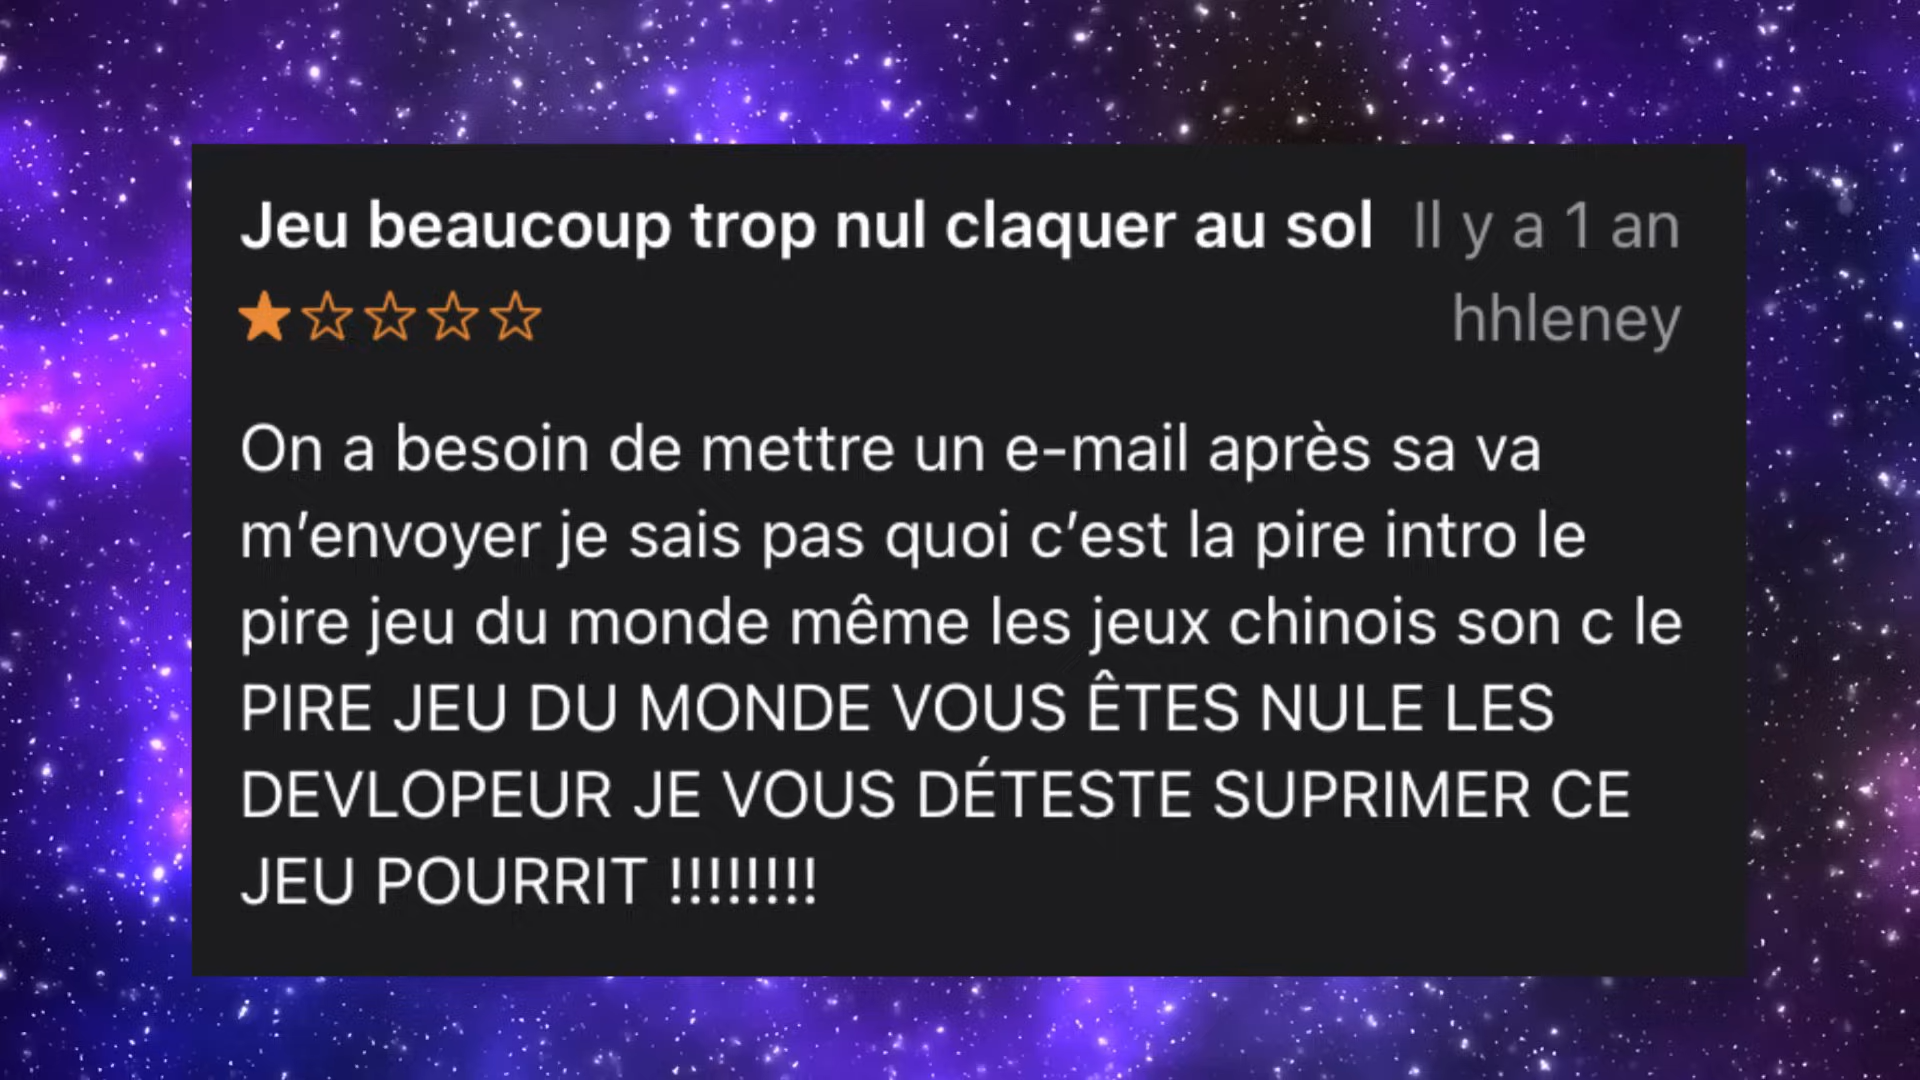 Jeu beaucoup trop nul claquer au sol Il y a 1 an
★☆☆☆☆ hhleney
On a besoin de mettre un e-mail après sa va
m’envoyer je sais pas quoi c’est la pire intro le
pire jeu du monde même les jeux chinois son c le
PIRE JEU DU MONDE VOUS ÊTES NULE LES
DEVLOPEUR JE VOUS DÉTESTE SUPRIMER CE
JEU POURRIT !!!!!!!!